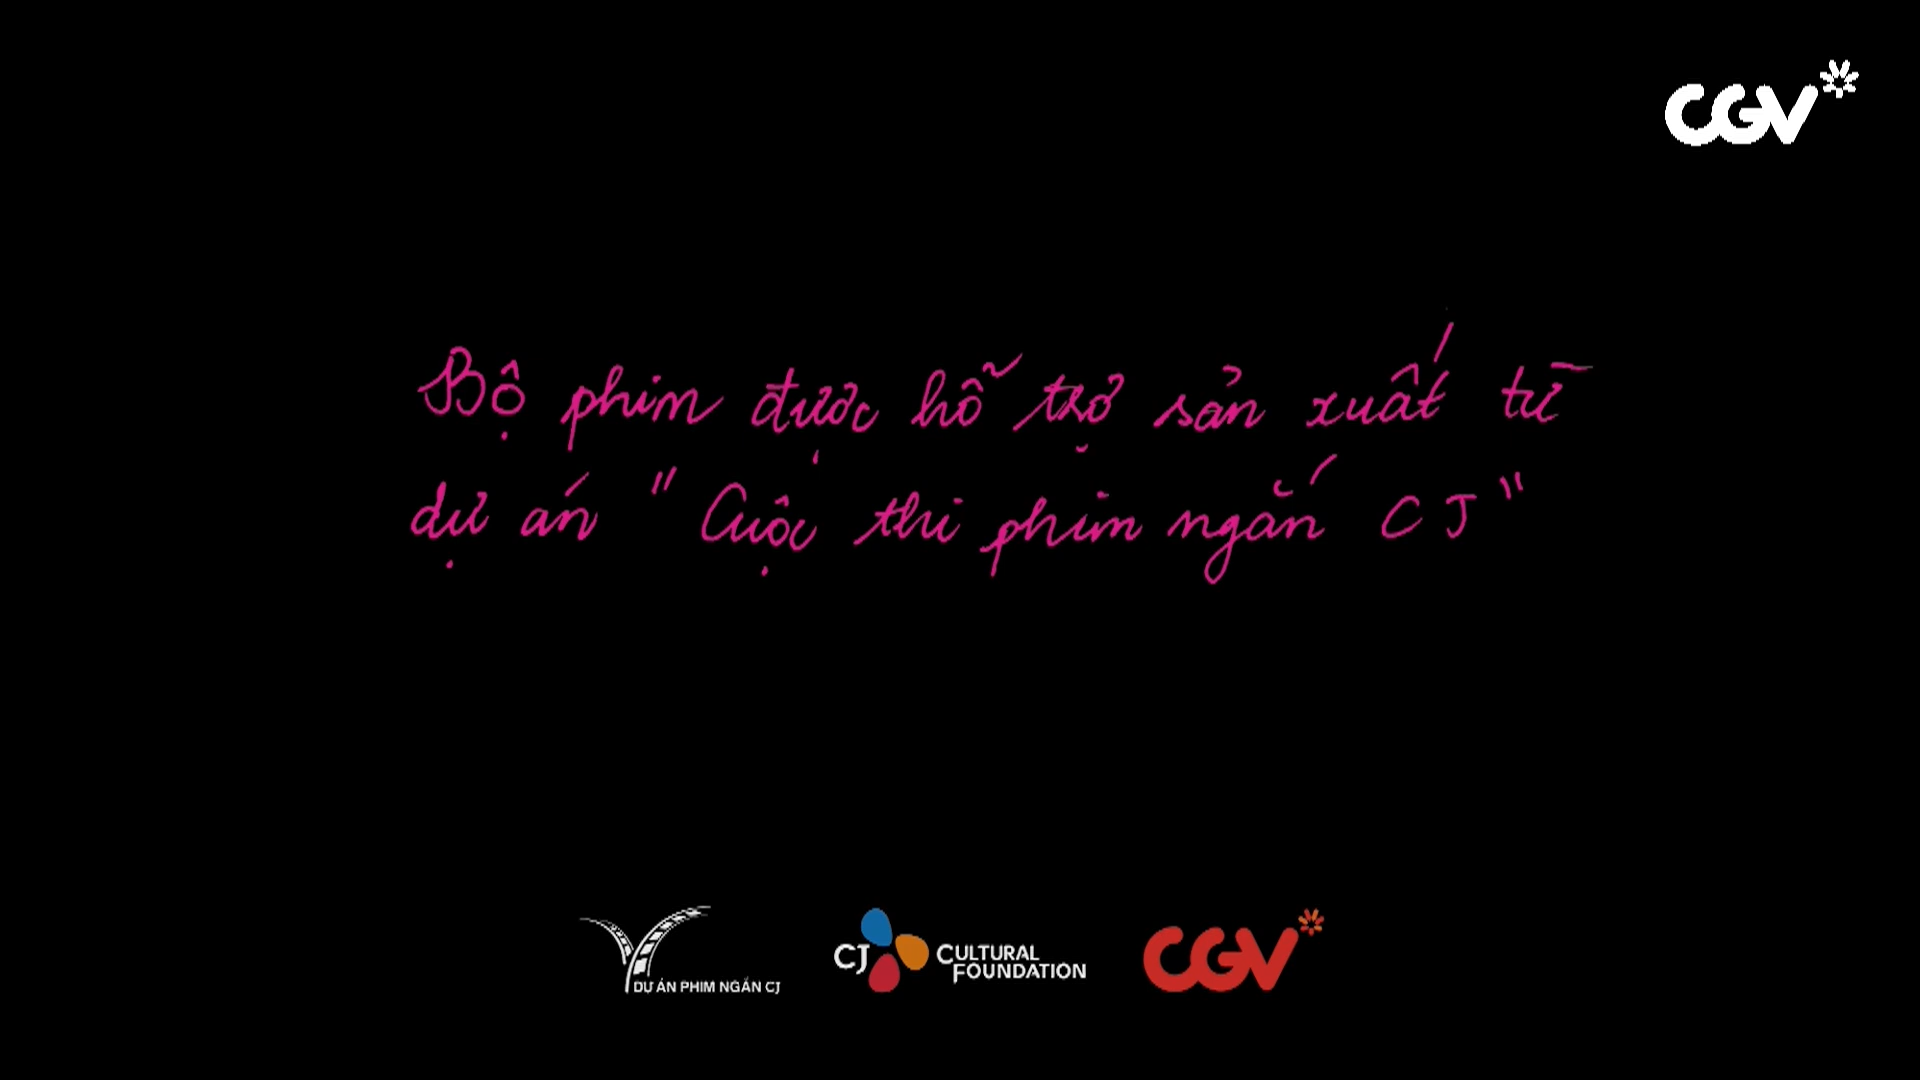 CGV
Bộ phim được hỗ trợ sản xuất từ
dự án "Cuộc thi phim ngắn CJ"
DỰ ÁN PHIM NGẮN CJ
CJ CULTURAL
FOUNDATION
CGV